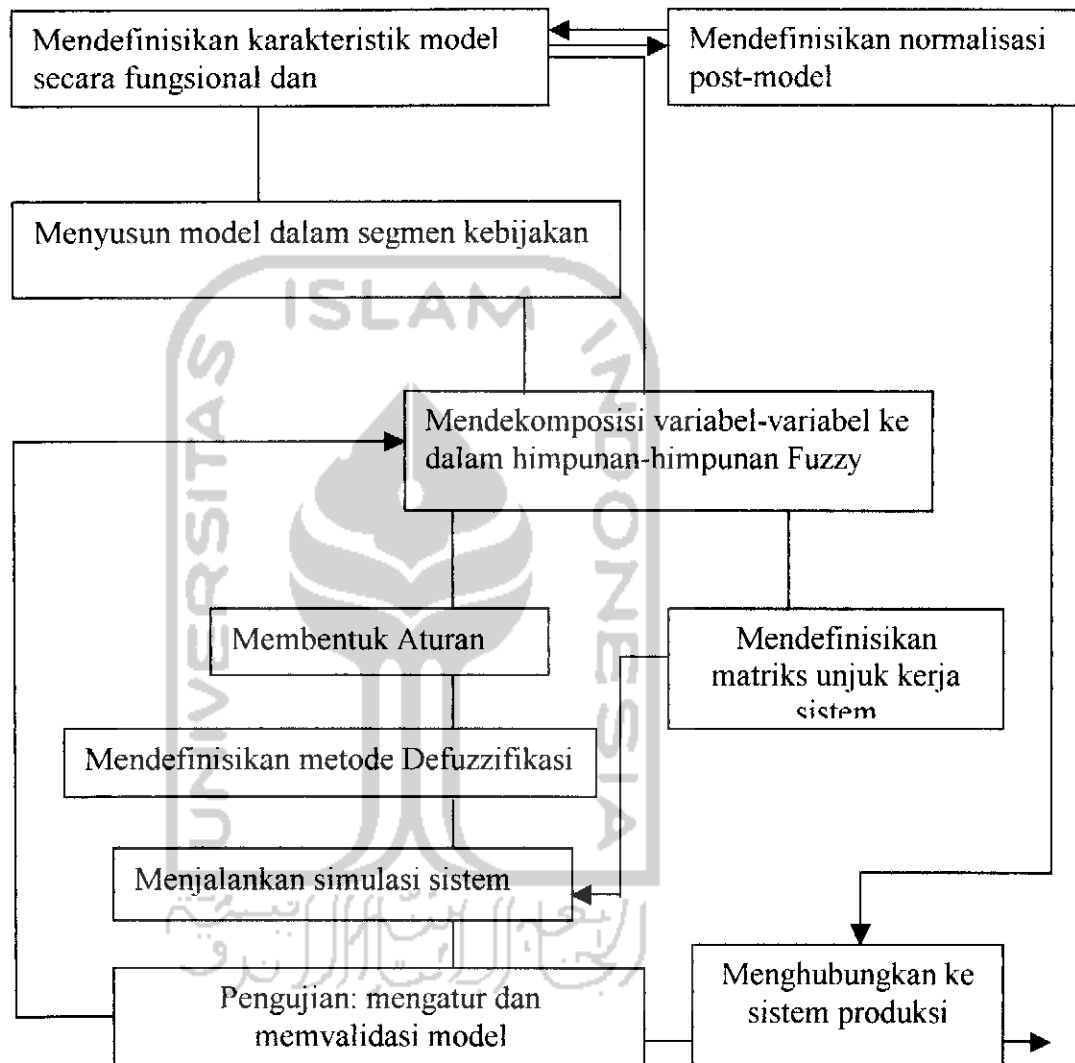 Mendefinisikan karakteristik model
secara fungsional dan
Mendefinisikan normalisasi
post-model
Menyusun model dalam segmen kebijakan
ISLAM
UNIVERSITAS
INDONESIA
Mendekomposisi variabel-variabel ke
dalam himpunan-himpunan Fuzzy
Membentuk Aturan
Mendefinisikan
matriks unjuk kerja
sistem
Mendefinisikan metode Defuzzifikasi
Menjalankan simulasi sistem
Pengujian: mengatur dan
memvalidasi model
Menghubungkan ke
sistem produksi